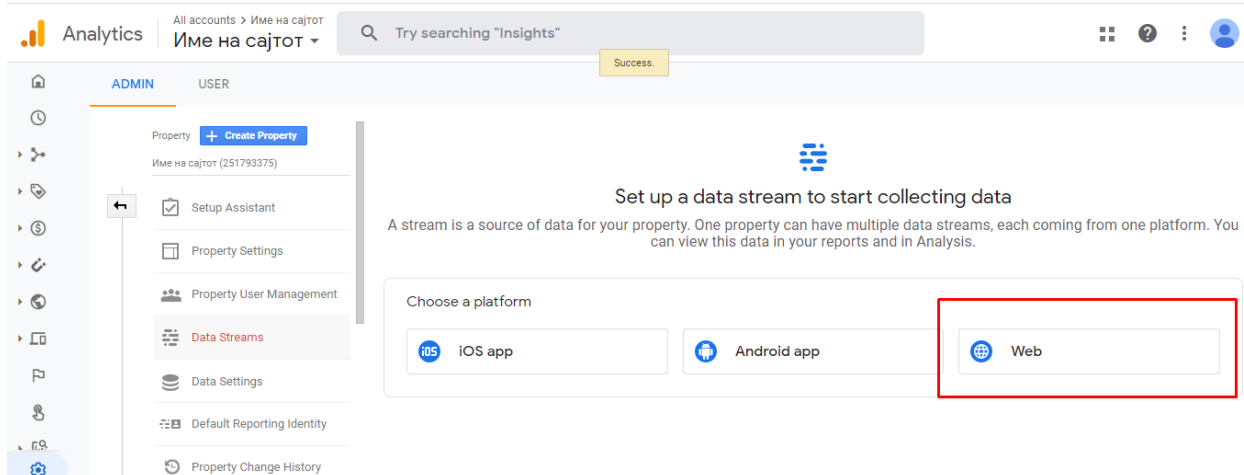 All accounts > Име на сајтот
Analytics
Име на сајтот
Try searching "Insights"
Success.
ADMIN
USER
Property
+ Create Property
Име на сајтот (251793375)
Setup Assistant
Property Settings
Property User Management
Data Streams
Data Settings
Default Reporting Identity
Property Change History
Set up a data stream to start collecting data
A stream is a source of data for your property. One property can have multiple data streams, each coming from one platform. You
can view this data in your reports and in Analysis.
Choose a platform
iOS
iOS app
Android app
Web